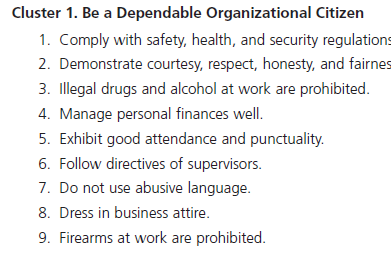 Cluster 1. Be a Dependable Organizational Citizen
1. Comply with safety, health, and security regulations
2. Demonstrate courtesy, respect, honesty, and fairnes
3. Illegal drugs and alcohol at work are prohibited.
4. Manage personal finances well.
5. Exhibit good attendance and punctuality.
6. Follow directives of supervisors.
7. Do not use abusive language.
8. Dress in business attire.
9. Firearms at work are prohibited.